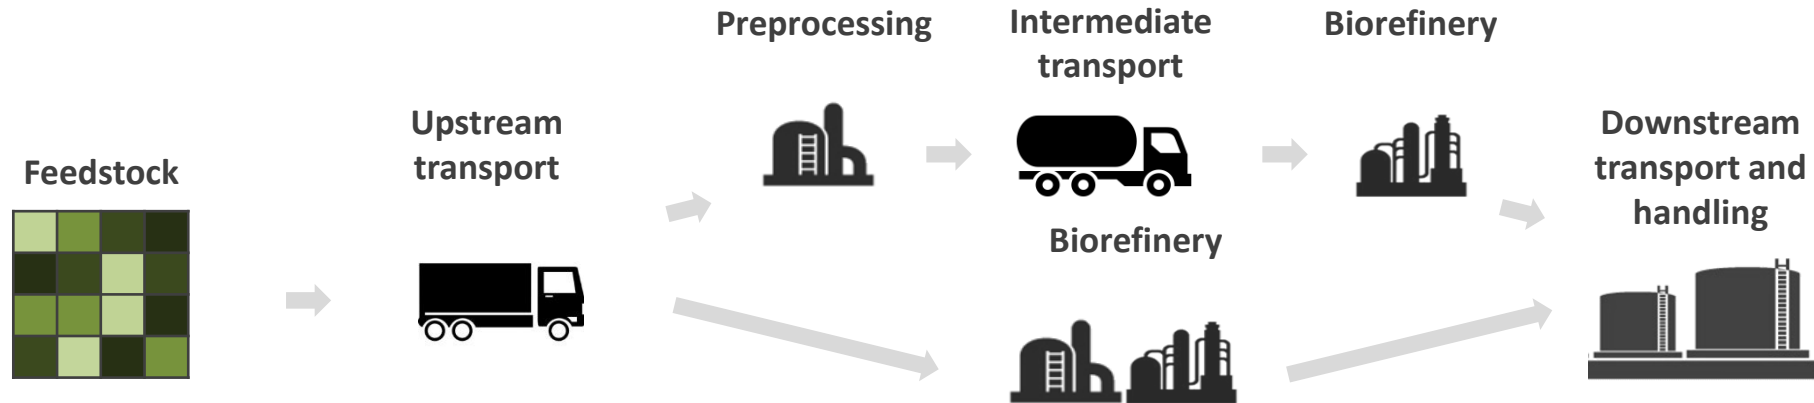 Feedstock
Upstream
transport
Preprocessing
Intermediate
transport
Biorefinery
Biorefinery
Downstream
transport and
handling